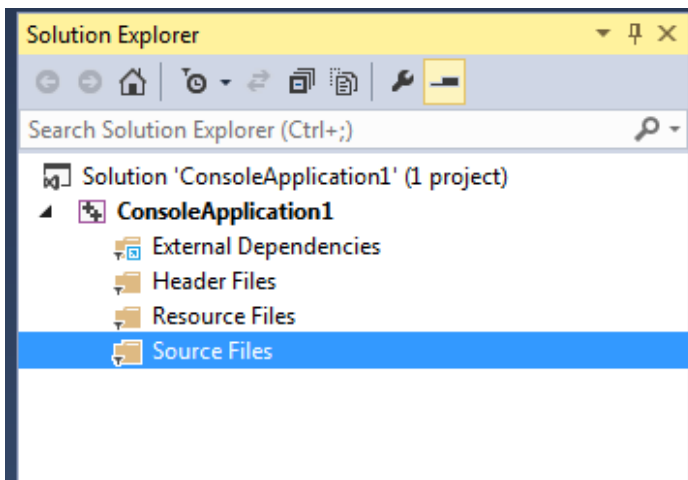 Solution Explorer
Search Solution Explorer (Ctrl+;)
Solution 'ConsoleApplication1' (1 project)
ConsoleApplication1
External Dependencies
Header Files
Resource Files
Source Files